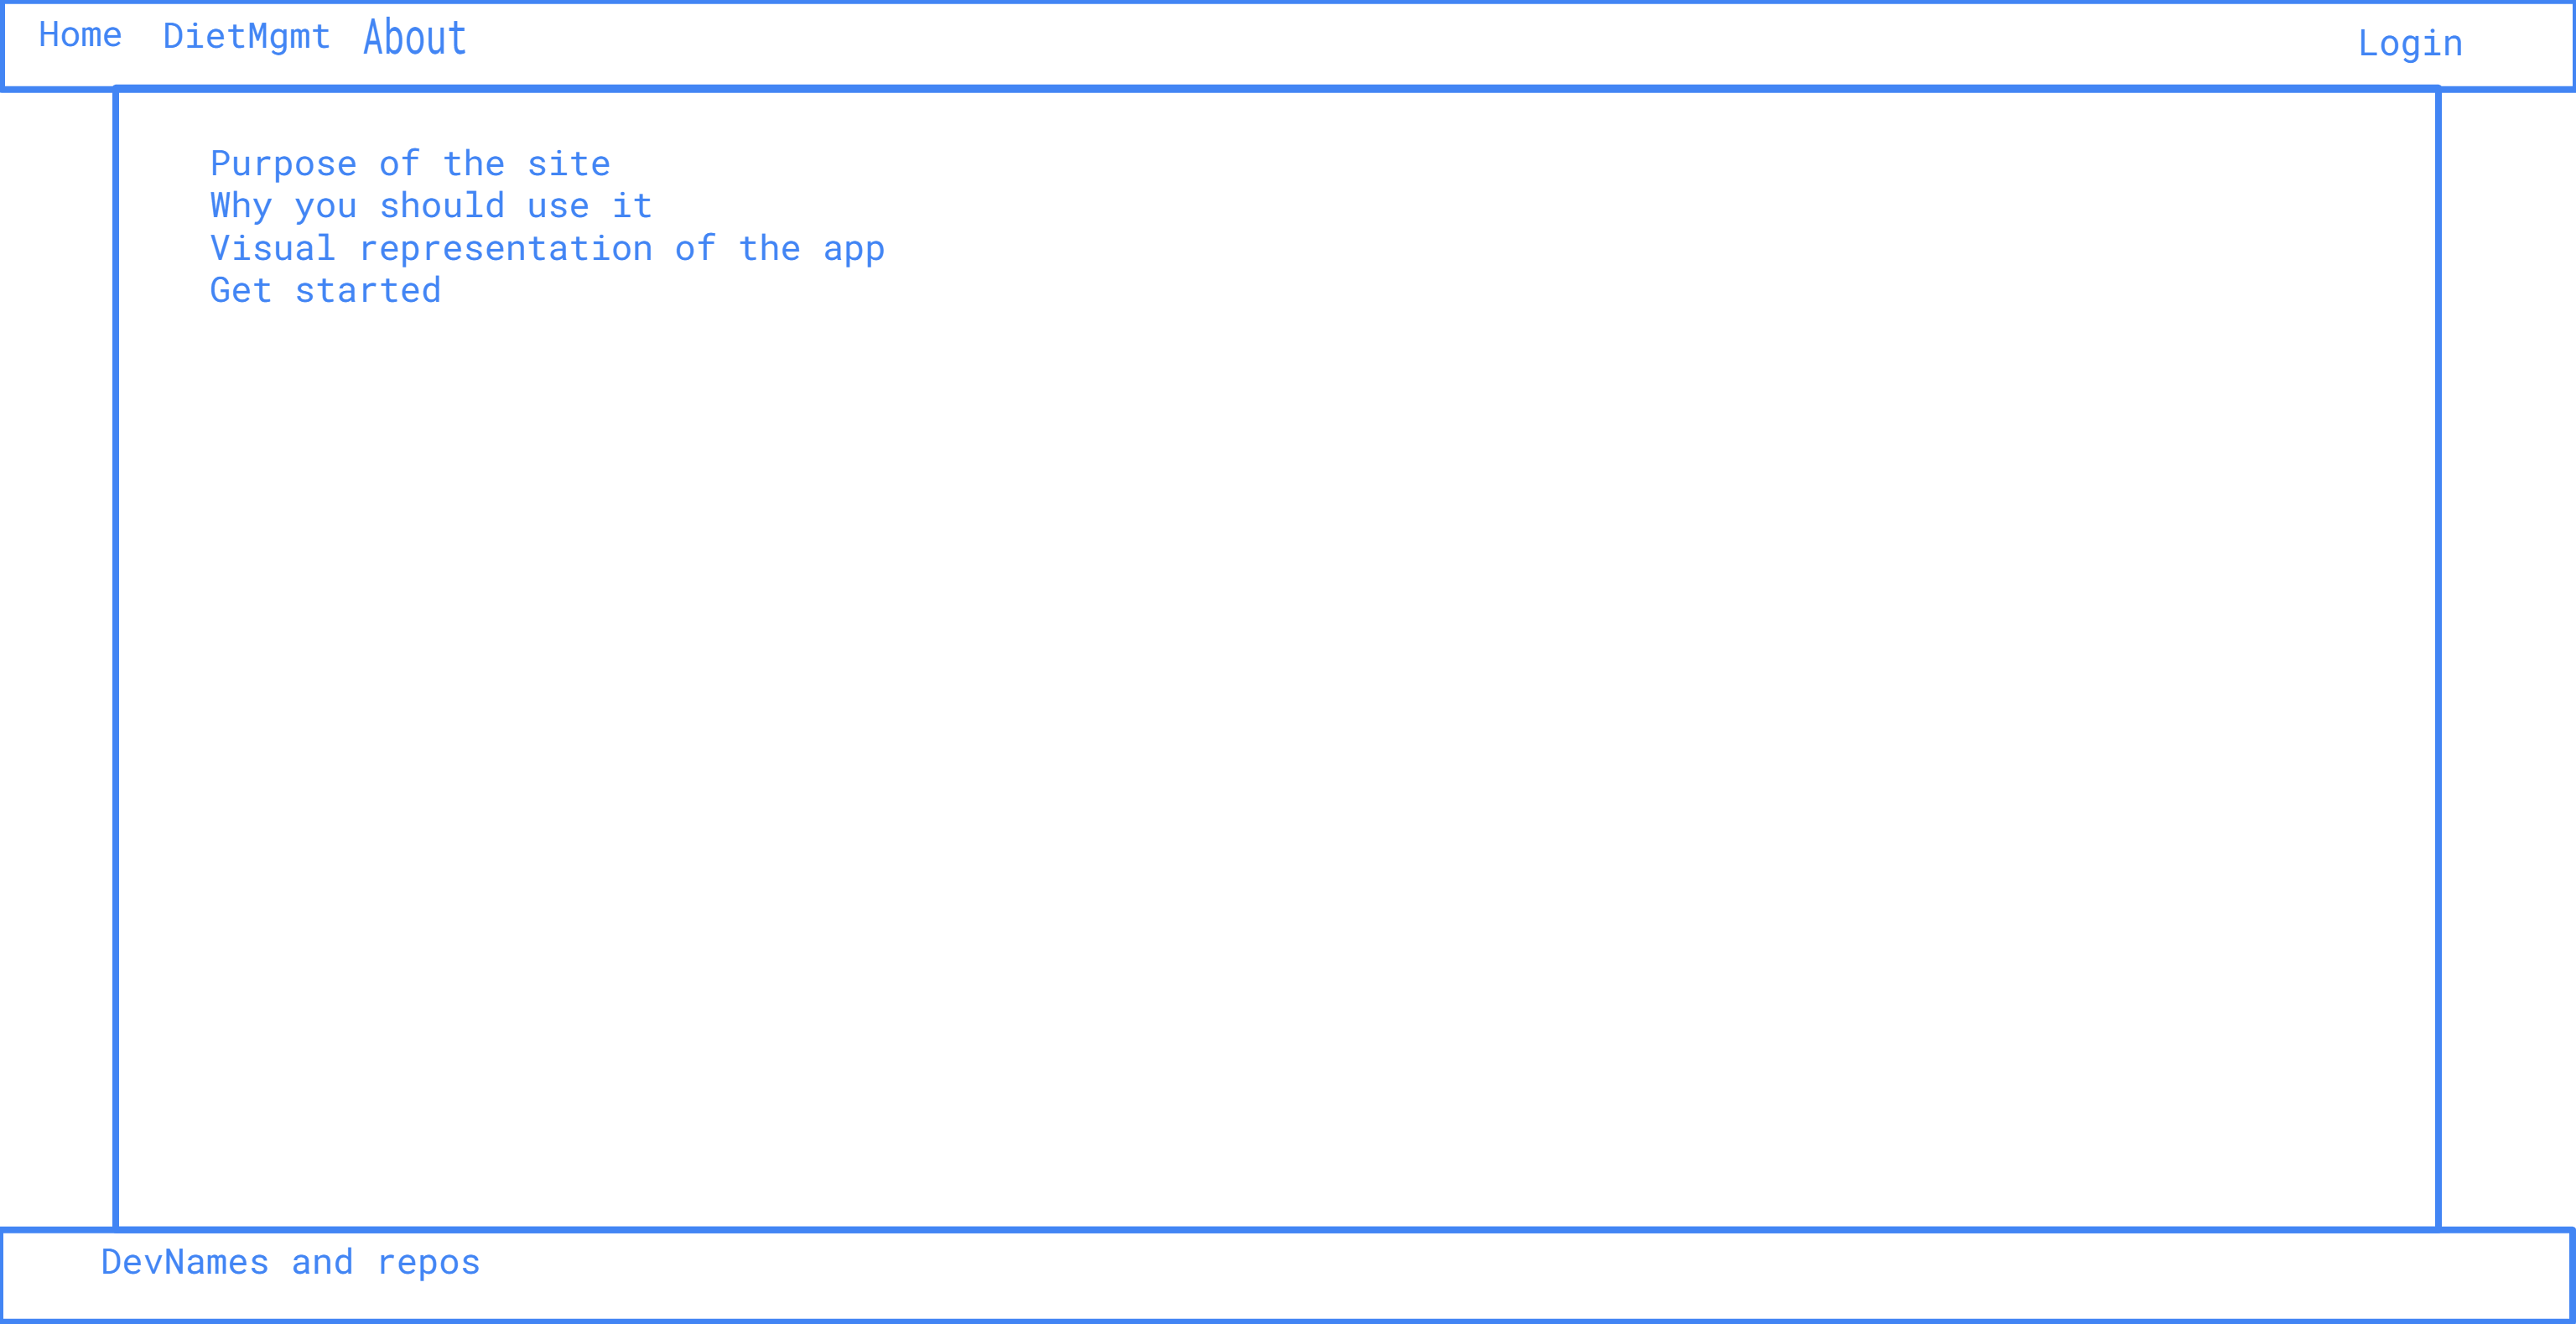 Home DietMgmt About Login
Purpose of the site
Why you should use it
Visual representation of the app
Get started
DevNames and repos